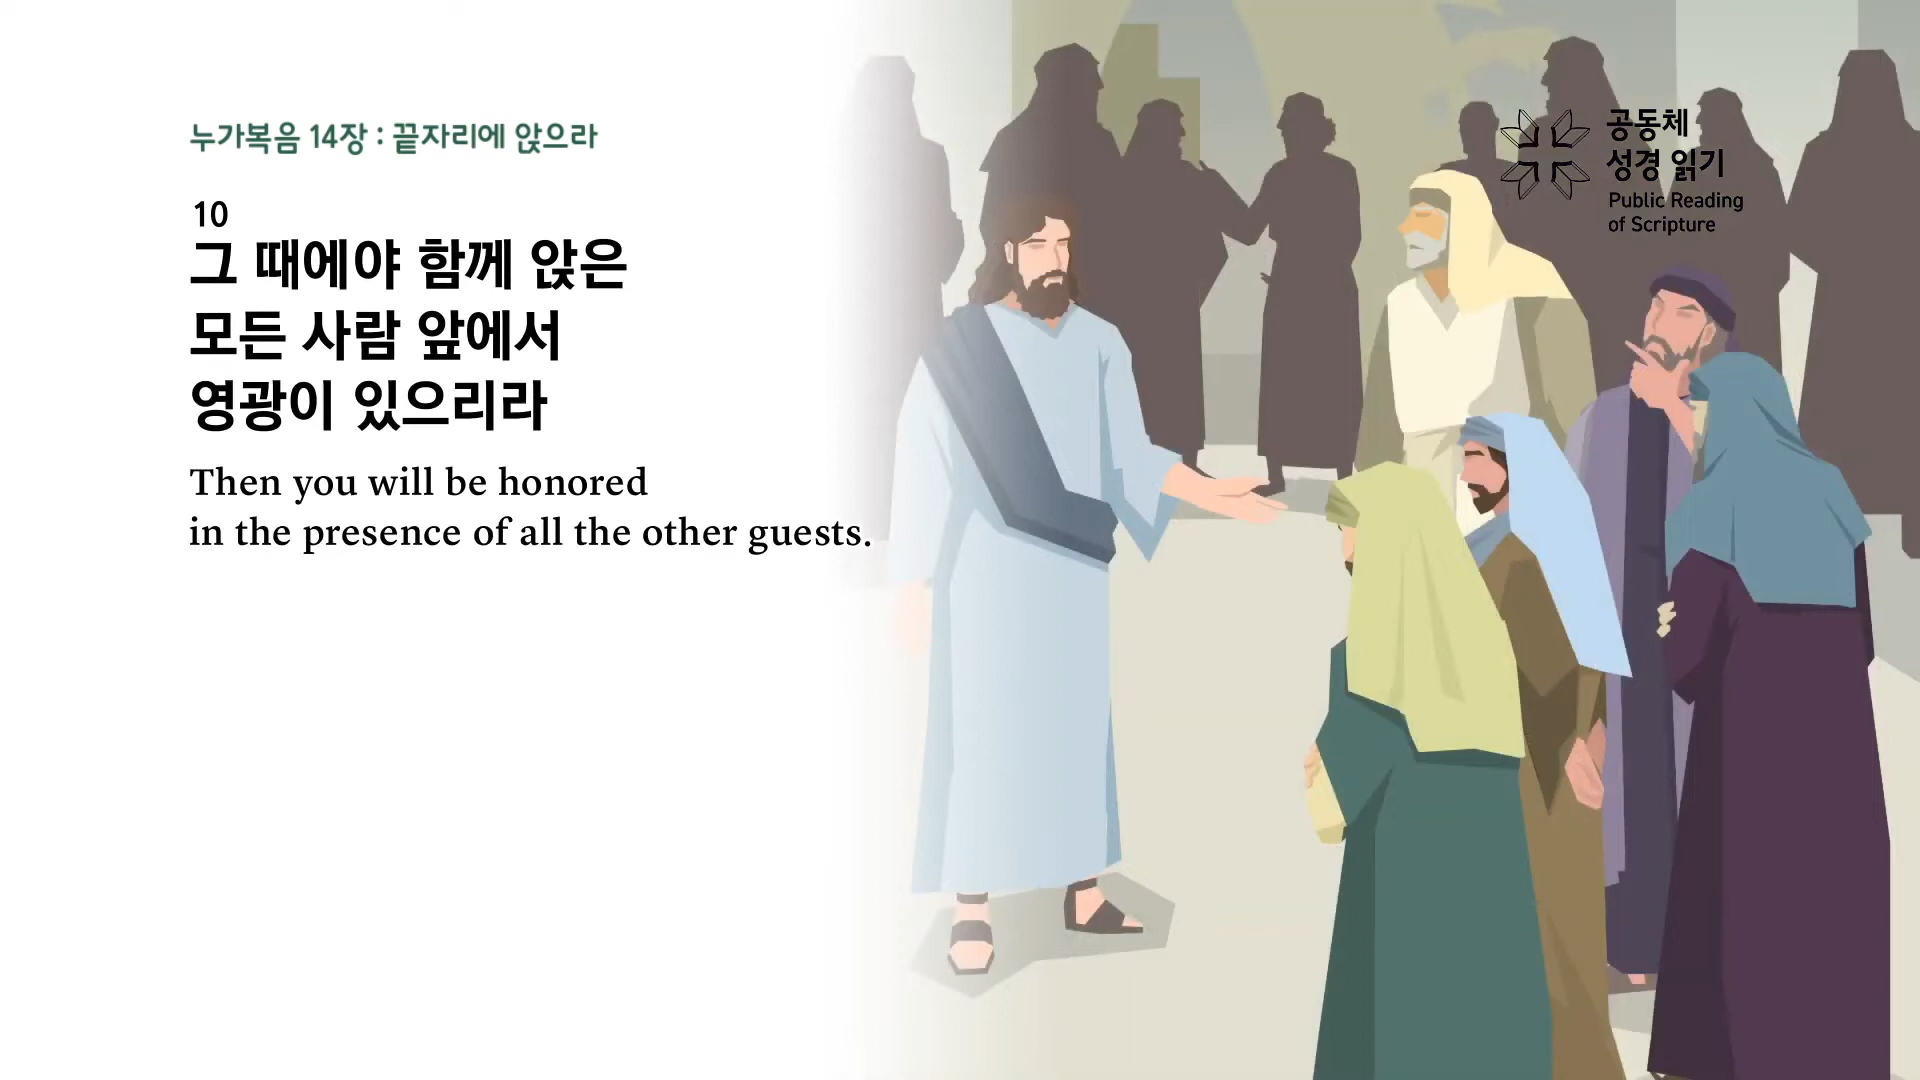 누가복음 14장 : 끝자리에 앉으라
10
그 때에야 함께 앉은
모든 사람 앞에서
영광이 있으리라
Then you will be honored
in the presence of all the other guests.
공동체
성경 읽기
Public Reading
of Scripture